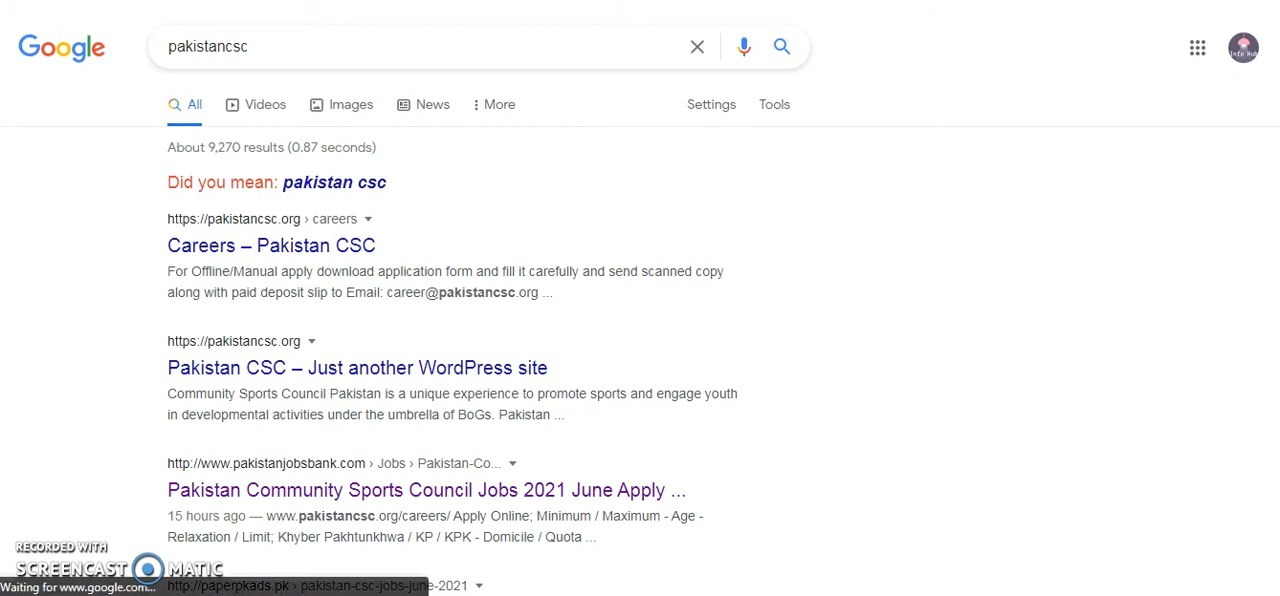 Google
pakistancsc
Info Hub
All Videos Images News More Settings Tools
About 9,270 results (0.87 seconds)
Did you mean: pakistan csc
https://pakistancsc.org › careers
Careers – Pakistan CSC
For Offline/Manual apply download application form and fill it carefully and send scanned copy
along with paid deposit slip to Email: career@pakistancsc.org ...
https://pakistancsc.org
Pakistan CSC – Just another WordPress site
Community Sports Council Pakistan is a unique experience to promote sports and engage youth
in developmental activities under the umbrella of BoGs. Pakistan ...
http://www.pakistanjobsbank.com › Jobs › Pakistan-Co...
Pakistan Community Sports Council Jobs 2021 June Apply ...
15 hours ago — www.pakistancsc.org/careers/ Apply Online; Minimum / Maximum - Age -
Relaxation / Limit; Khyber Pakhtunkhwa / KP / KPK - Domicile / Quota ...
RECORDED WITH
SCREENCAST MATIC
http://paperpkads.pk › pakistan-csc-jobs-june-2021
Waiting for www.google.com...